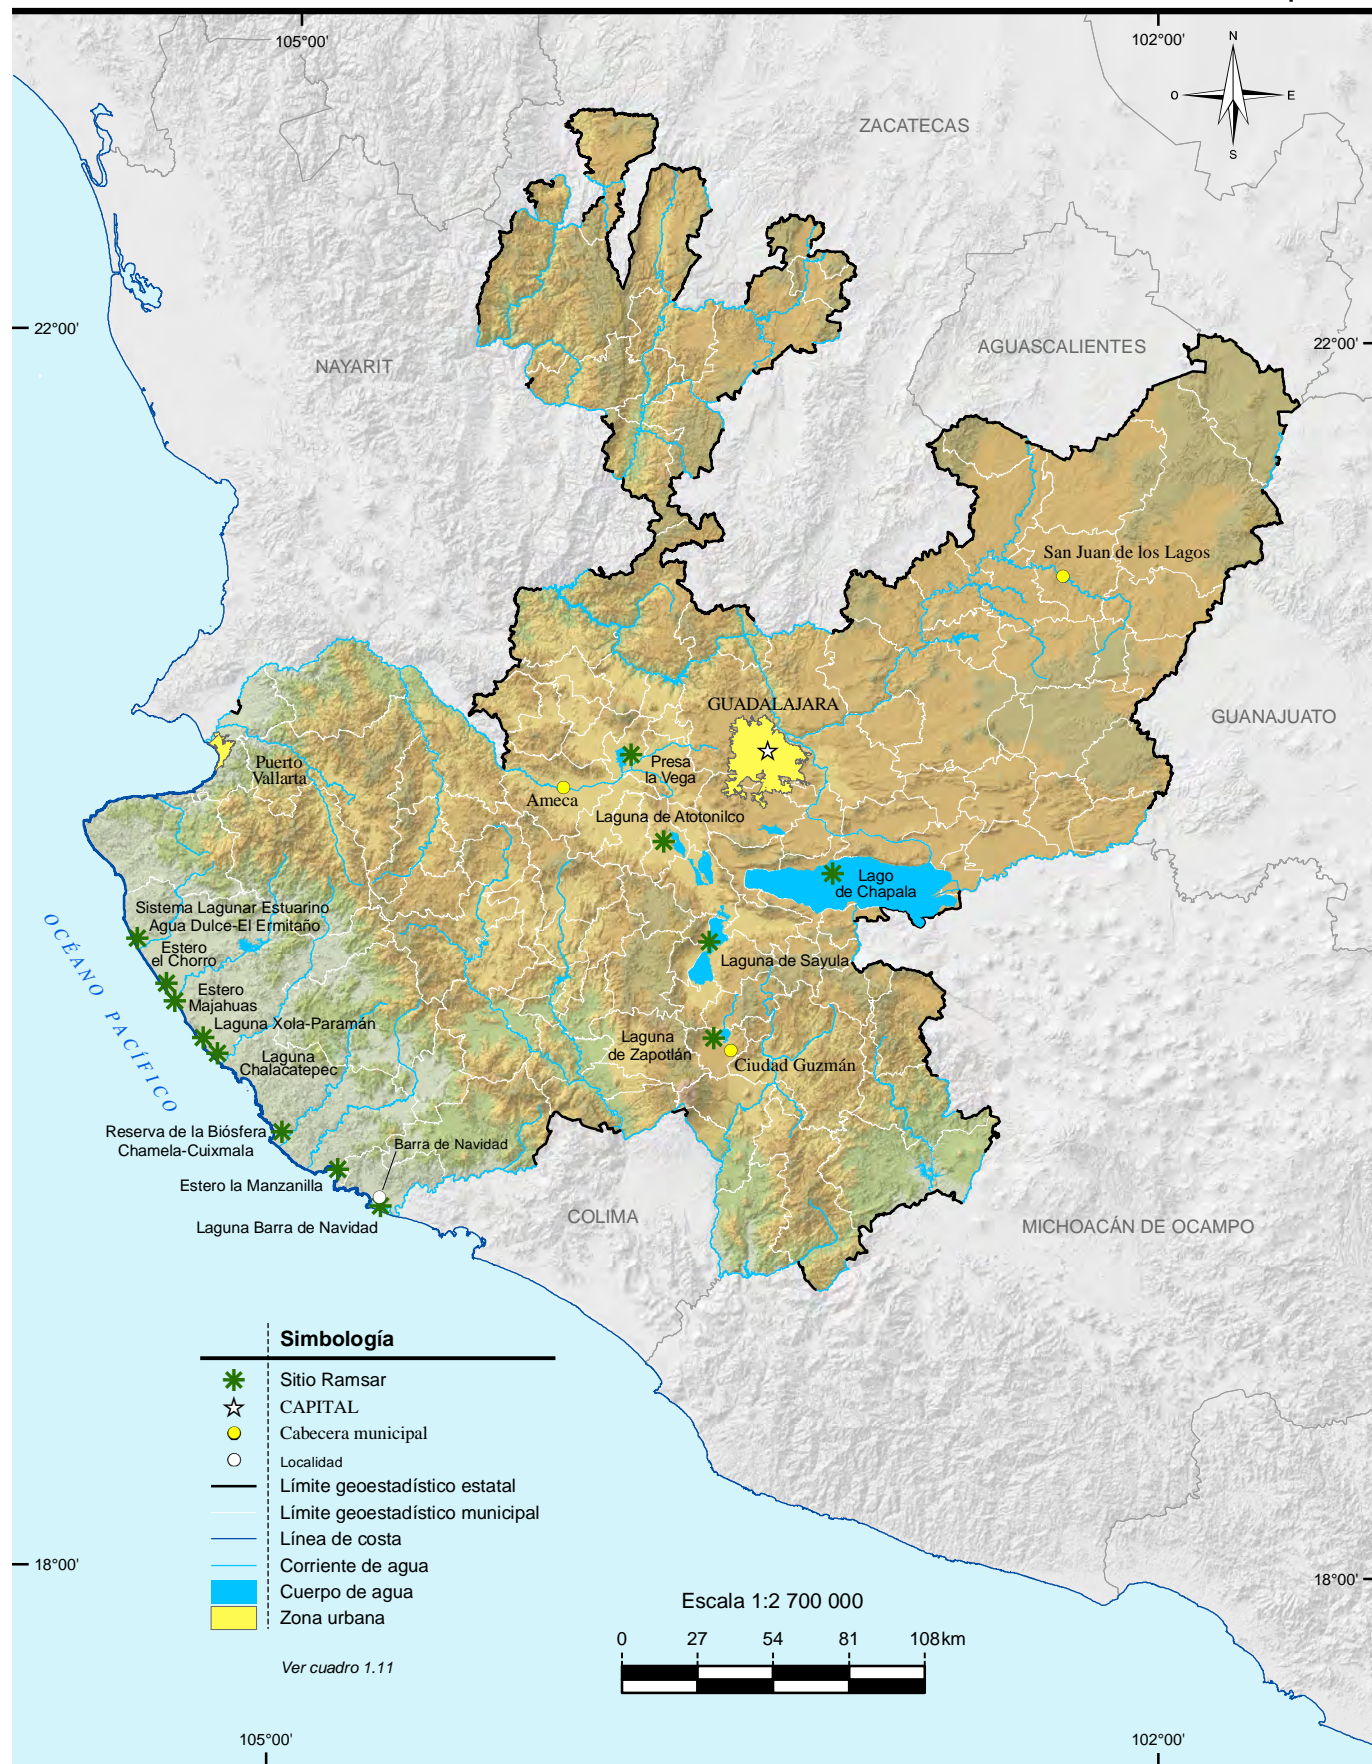 105°00'
102°00'
N
O
E
S
ZACATECAS
22°00'
AGUASCALIENTES
22°00'
NAYARIT
San Juan de los Lagos
GUADALAJARA
GUANAJUATO
Puerto
Vallarta
Presa
la Vega
Ameca
Laguna de Atotonilco
Lago
de Chapala
Sistema Lagunar Estuarino
Agua Dulce-El Ermitaño
OCÉANO PACÍFICO
Estero
el Chorro
Laguna de Sayula
Estero
Majahuas
Laguna Xola-Paramán
Laguna
de Zapotlán
Laguna
Chalacatepec
Ciudad Guzmán
Reserva de la Biósfera
Chamela-Cuixmala
Barra de Navidad
Estero la Manzanilla
Laguna Barra de Navidad
COLIMA
MICHOACÁN DE OCAMPO
Simbología
Sitio Ramsar
CAPITAL
Cabecera municipal
Localidad
Límite geoestadístico estatal
Límite geoestadístico municipal
Línea de costa
Corriente de agua
Cuerpo de agua
Zona urbana
Ver cuadro 1.11
18°00'
18°00'
Escala 1:2 700 000
0 27 54 81 108km
105°00'
102°00'